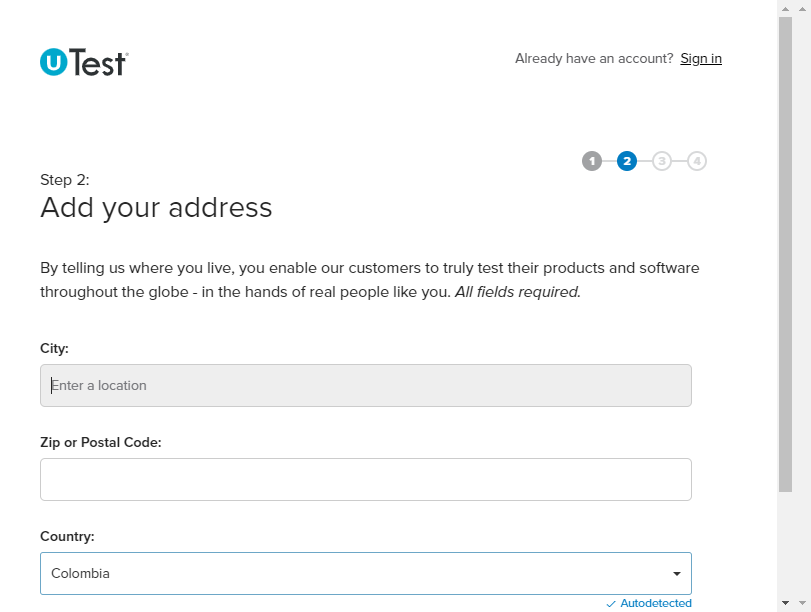 uTest
Already have an account? Sign in
1 2 3 4
Step 2:
Add your address
By telling us where you live, you enable our customers to truly test their products and software
throughout the globe - in the hands of real people like you. All fields required.
City:
Enter a location
Zip or Postal Code:
Country:
Colombia
Autodetected